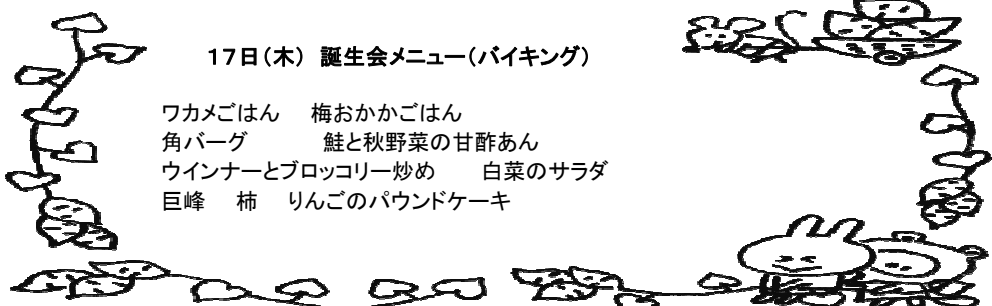 17日（木）　誕生会メニュー（バイキング）
ワカメごはん　梅おかかごはん
角バーグ　鮭と秋野菜の甘酢あん
ウインナーとブロッコリー炒め　白菜のサラダ
巨峰　柿　りんごのパウンドケーキ